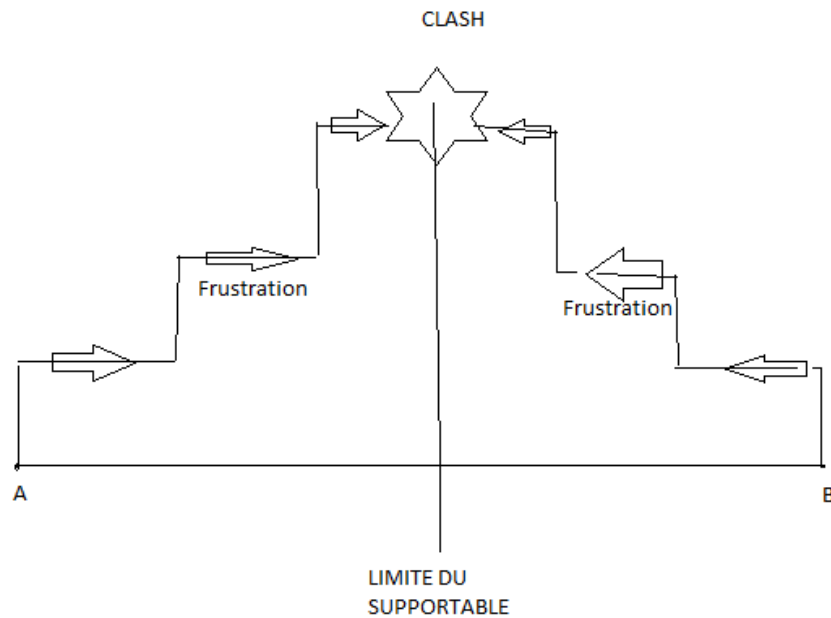 CLASH
Frustration
Frustration
A
B
LIMITE DU
SUPPORTABLE